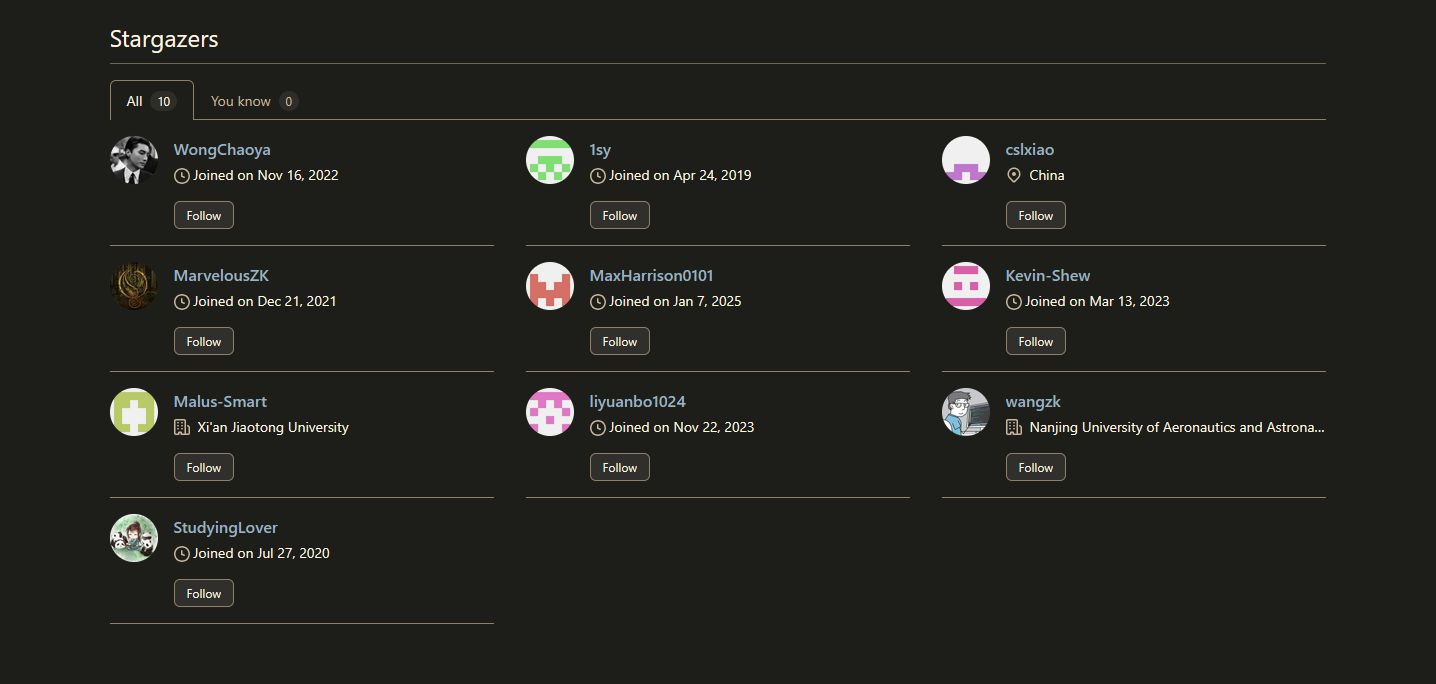 Stargazers
All 10 You know 0
WongChaoya
Joined on Nov 16, 2022
Follow
1sy
Joined on Apr 24, 2019
Follow
cslxiao
China
Follow
MarvelousZK
Joined on Dec 21, 2021
Follow
MaxHarrison0101
Joined on Jan 7, 2025
Follow
Kevin-Shew
Joined on Mar 13, 2023
Follow
Malus-Smart
Xi'an Jiaotong University
Follow
liyuanbo1024
Joined on Nov 22, 2023
Follow
wangzk
Nanjing University of Aeronautics and Astrona...
Follow
StudyingLover
Joined on Jul 27, 2020
Follow